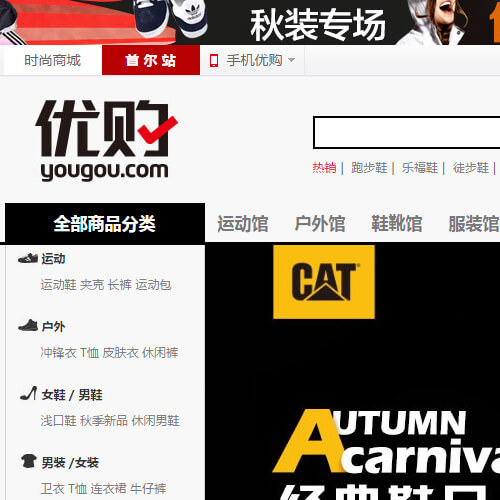 秋装专场
时尚商城 首尔站 手机优购
优购
yougou.com
热销 | 跑步鞋 | 乐福鞋 | 徒步鞋 |
全部商品分类 运动馆 户外馆 鞋靴馆 服装馆
运动
运动鞋 夹克 长裤 运动包
CAT
户外
冲锋衣 T恤 皮肤衣 休闲裤
女鞋 / 男鞋
浅口鞋 秋季新品 休闲男鞋
AUTUMN
carniva
男装 /女装
卫衣 T恤 连衣裙 牛仔裤